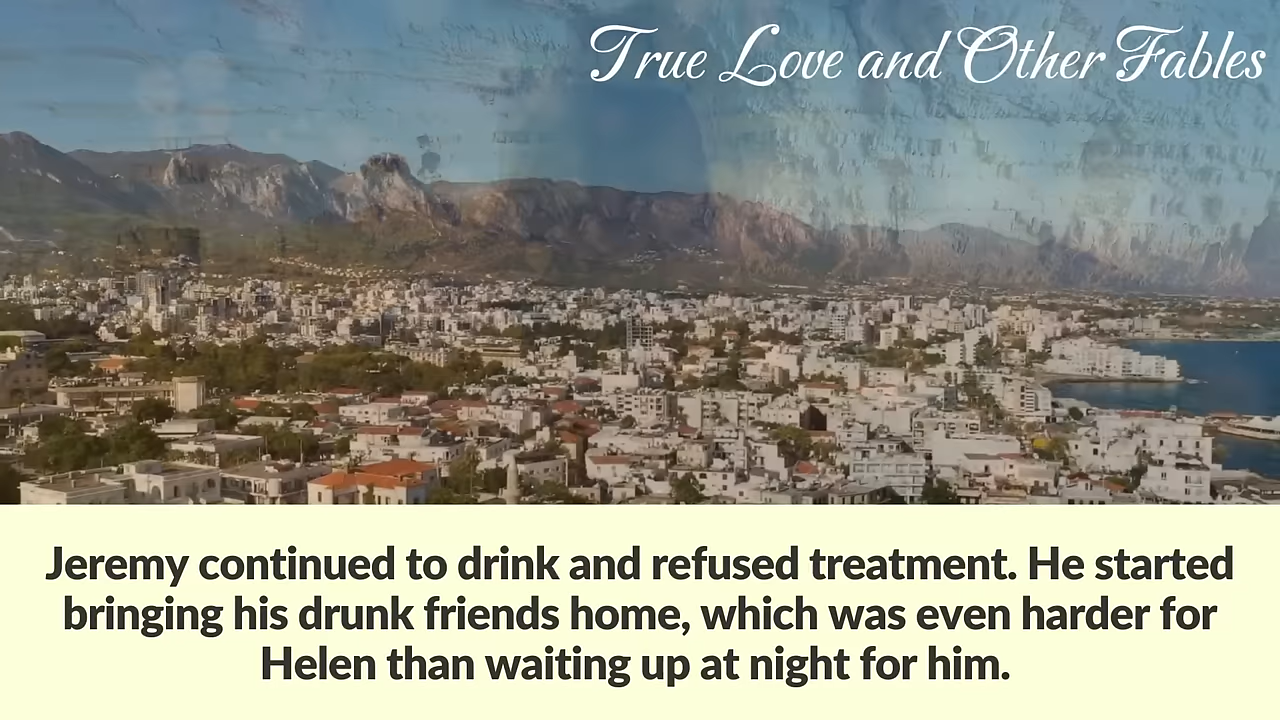 True Love and Other Fables
Jeremy continued to drink and refused treatment. He started
bringing his drunk friends home, which was even harder for
Helen than waiting up at night for him.